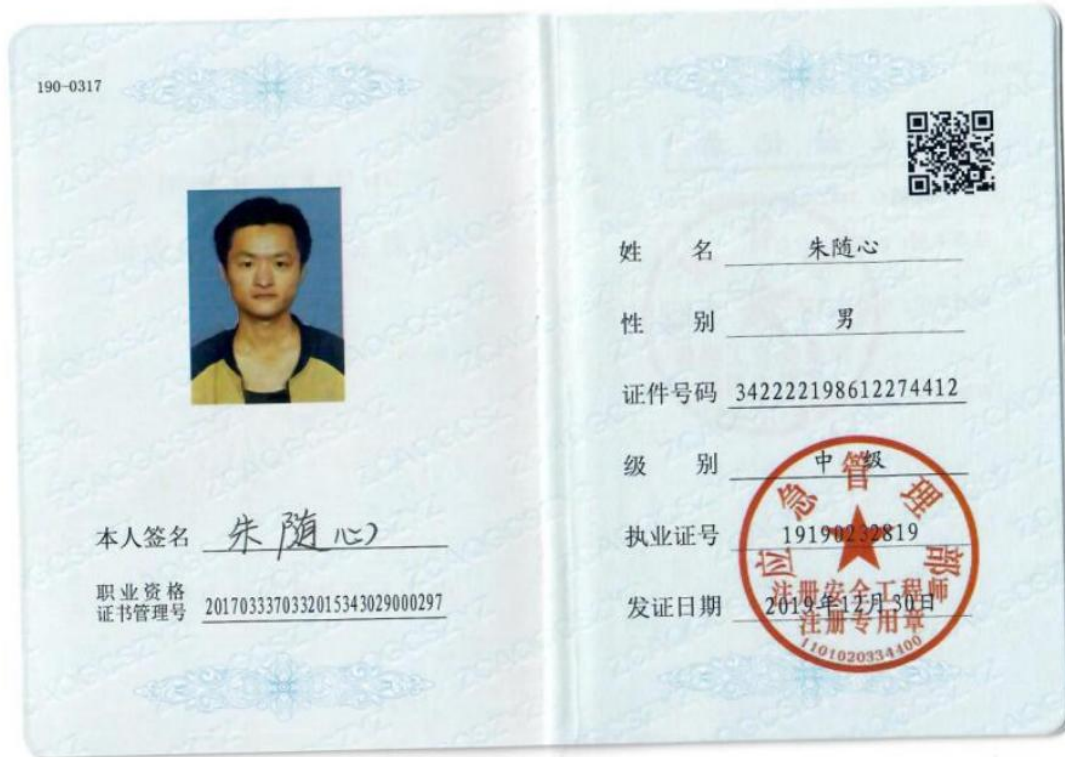 190-0317
本人签名 朱随心
职业资格
证书管理号 20170333703320153430290​00297
姓名 朱随心
性别 男
证件号码 342222198612274412
级别 中级
执业证号 19190232819
发证日期 2019年12月30日
应急管理部
注册安全工程师
注册专用章
1101020334400